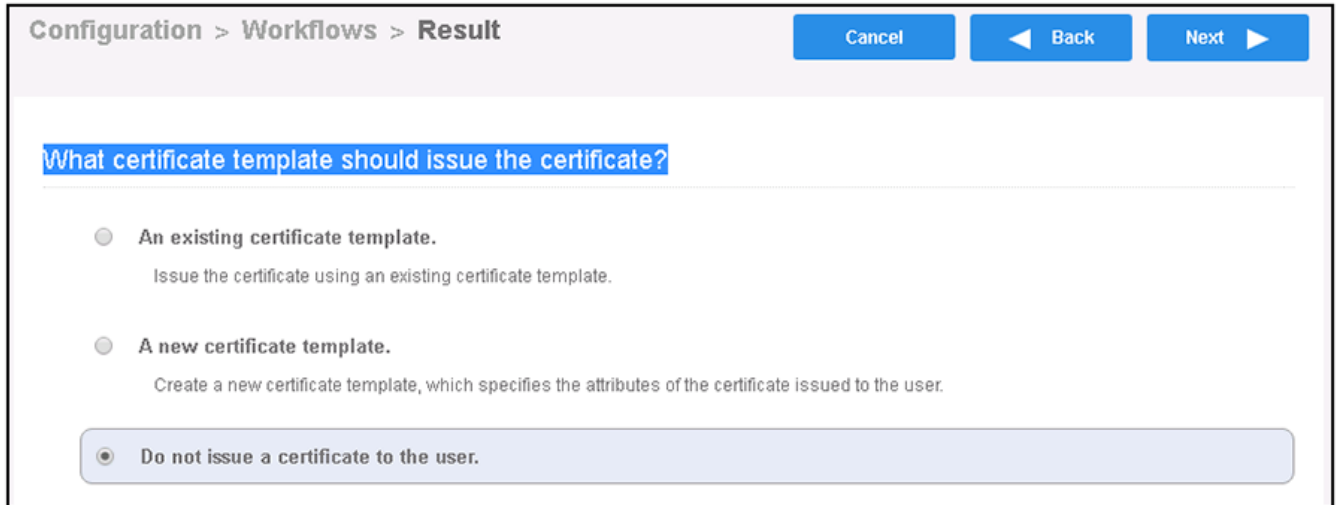 Configuration > Workflows > Result
Cancel
Back
Next
What certificate template should issue the certificate?
An existing certificate template.
Issue the certificate using an existing certificate template.
A new certificate template.
Create a new certificate template, which specifies the attributes of the certificate issued to the user.
Do not issue a certificate to the user.